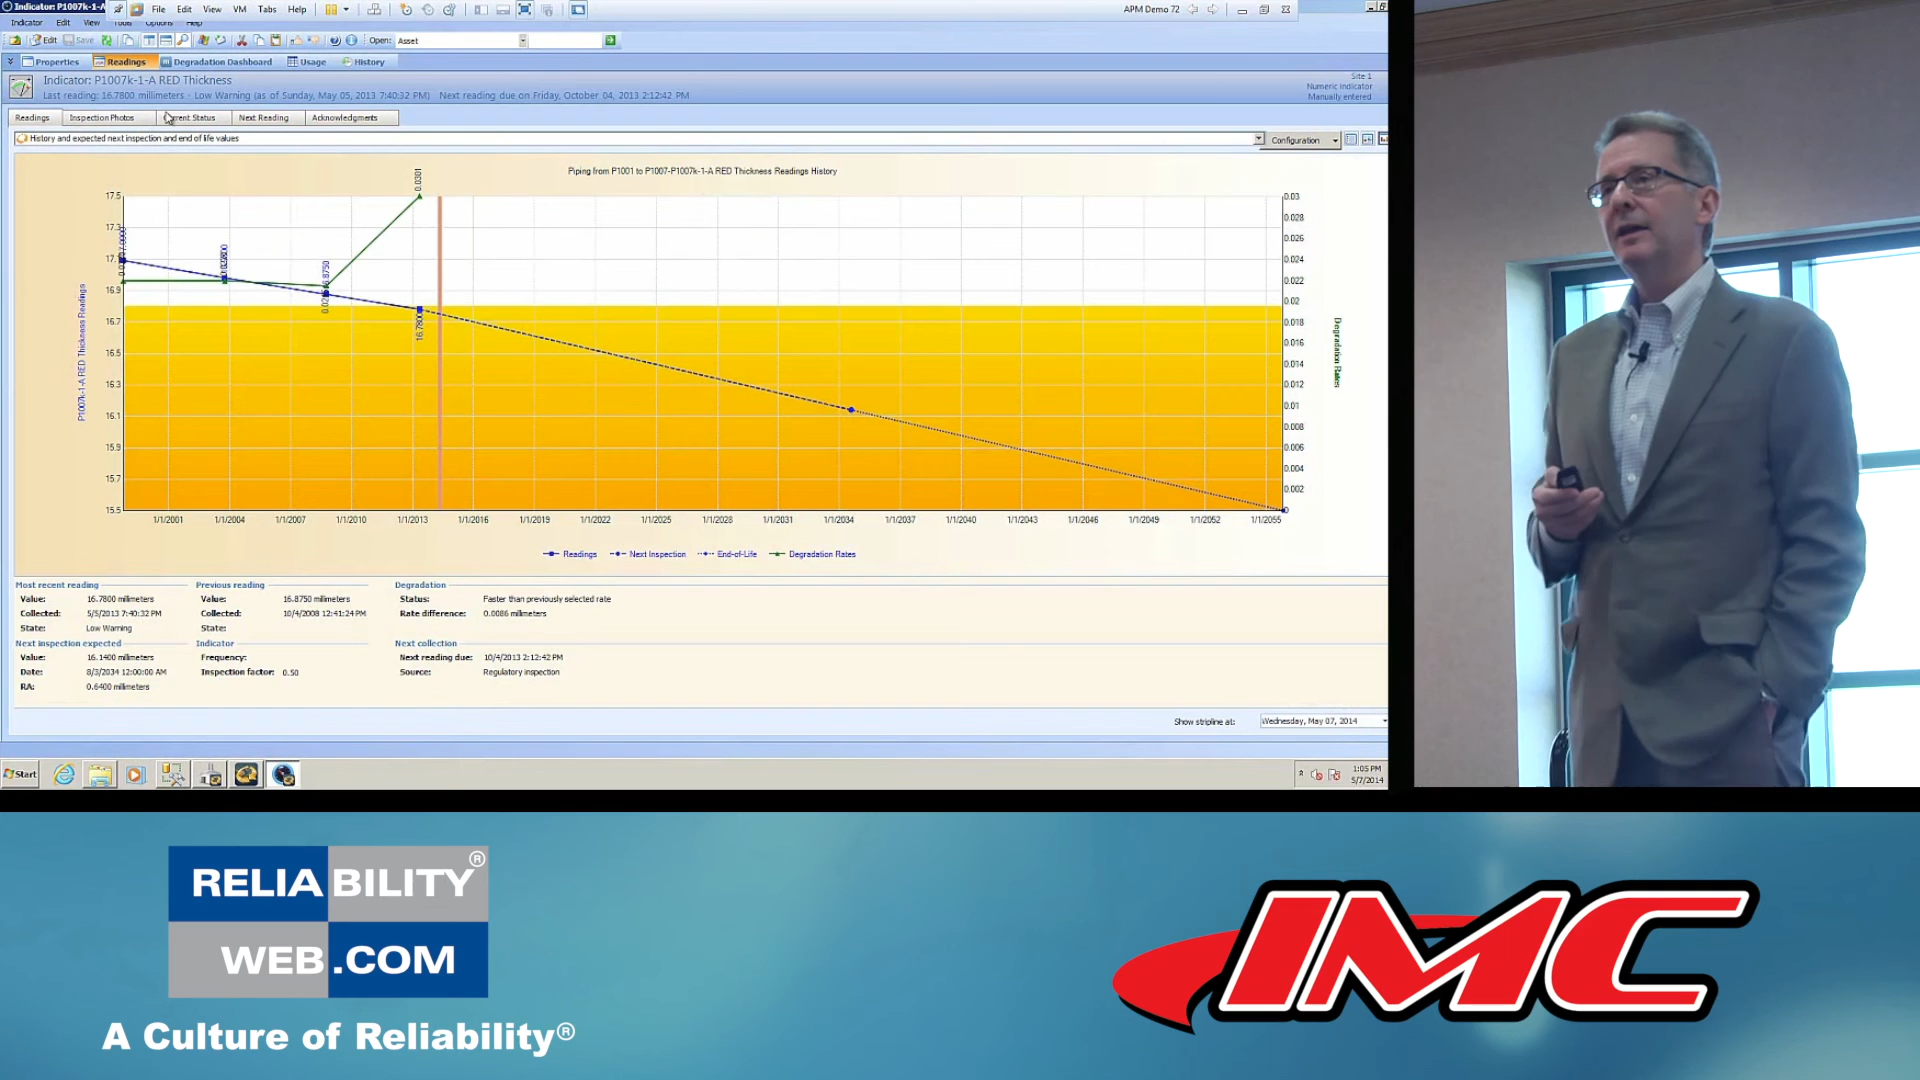 Indicator: P1007k-1-A
File Edit View VM Tabs Help
APM Demo 72
Indicator Edit View Tools Options Help
Edit Save Open: Asset
Properties Readings Degradation Dashboard Usage History
Indicator: P1007k-1-A RED Thickness
Last reading: 16.7800 millimeters - Low Warning (as of Sunday, May 05, 2013 7:40:32 PM) Next reading due on Friday, October 04, 2013 2:12:42 PM
Site 1
Numeric indicator
Manually entered
Readings Inspection Photos Current Status Next Reading Acknowledgments
History and expected next inspection and end of life values
Configuration
Piping from P1001 to P1007-P1007k-1-A RED Thickness Readings History
0.0301
16.7800
P1007k-1-A RED Thickness Readings
17.5
17.3
17.1
16.9
16.7
16.5
16.3
16.1
15.9
15.7
15.5
0.03
0.028
0.026
0.024
0.022
0.02
0.018
0.016
0.014
0.012
0.01
0.008
0.006
0.004
0.002
0
Degradation Rates
1/1/2001 1/1/2004 1/1/2007 1/1/2010 1/1/2013 1/1/2016 1/1/2019 1/1/2022 1/1/2025 1/1/2028 1/1/2031 1/1/2034 1/1/2037 1/1/2040 1/1/2043 1/1/2046 1/1/2049 1/1/2052 1/1/2055
Readings Next Inspection End-of-Life Degradation Rates
Most recent reading
Value: 16.7800 millimeters
Collected: 5/5/2013 7:40:32 PM
State: Low Warning
Previous reading
Value: 16.8750 millimeters
Collected: 10/4/2008 12:41:24 PM
State:
Degradation
Status: Faster than previously selected rate
Rate difference: 0.0086 millimeters
Next inspection expected
Value: 16.1400 millimeters
Date: 8/3/2034 12:00:00 AM
RA: 0.6400 millimeters
Indicator
Frequency:
Inspection factor: 0.50
Next collection
Next reading due: 10/4/2013 2:12:42 PM
Source: Regulatory inspection
Show stripline at: Wednesday, May 07, 2014
Start
1:05 PM
5/7/2014
RELIABILITY®
WEB.COM
A Culture of Reliability®
IMC